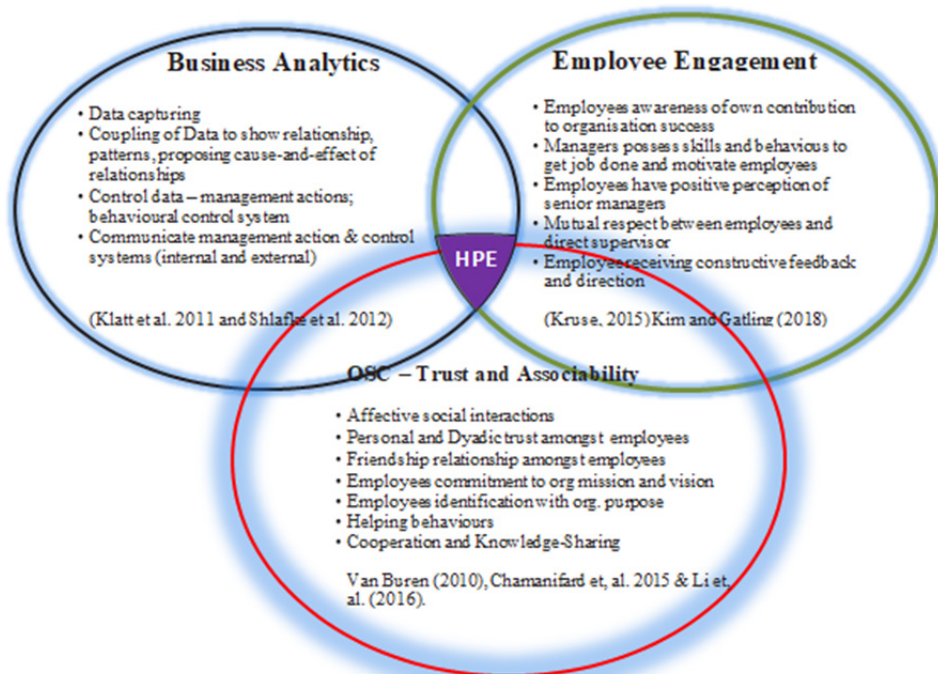 Business Analytics
• Data capturing
• Coupling of Data to show relationship,
patterns, proposing cause-and-effect of
relationships
• Control data – management actions;
behavioural control system
• Communicate management action & control
systems (internal and external)
(Klatt et al. 2011 and Shlafke et al. 2012)
Employee Engagement
• Employees awareness of own contribution
to organisation success
• Managers possess skills and behavious to
get job done and motivate employees
• Employees have positive perception of
senior managers
• Mutual respect between employees and
direct supervisor
• Employee receiving constructive feedback
and direction
(Kruse, 2015) Kim and Gatling (2018)
HPE
OSC – Trust and Associability
• Affective social interactions
• Personal and Dyadic trust amongst employees
• Friendship relationship amongst employees
• Employees commitment to org mission and vision
• Employees identification with org. purpose
• Helping behaviours
• Cooperation and Knowledge-Sharing
Van Buren (2010), Chamanifard et, al. 2015 & Li et,
al. (2016).